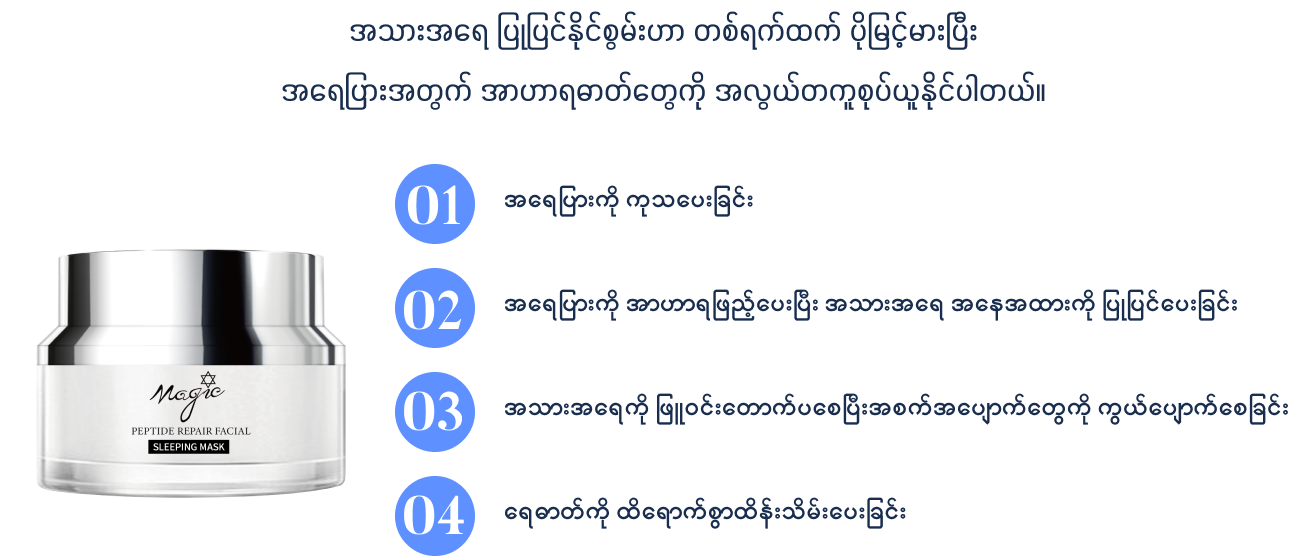 အသားအရေ ပြုပြင်နိုင်စွမ်းဟာ တစ်ရက်ထက် ပိုမြင့်မားပြီး
အရေပြားအတွက် အာဟာရဓာတ်တွေကို အလွယ်တကူစုပ်ယူနိုင်ပါတယ်။
01 အရေပြားကို ကုသပေးခြင်း
02 အရေပြားကို အာဟာရဖြည့်ပေးပြီး အသားအရေ အနေအထားကို ပြုပြင်ပေးခြင်း
03 အသားအရေကို ဖြူဝင်းတောက်ပစေပြီးအစက်အပျောက်တွေကို ကွယ်ပျောက်စေခြင်း
04 ရေဓာတ်ကို ထိရောက်စွာထိန်းသိမ်းပေးခြင်း
Magic
PEPTIDE REPAIR FACIAL
SLEEPING MASK